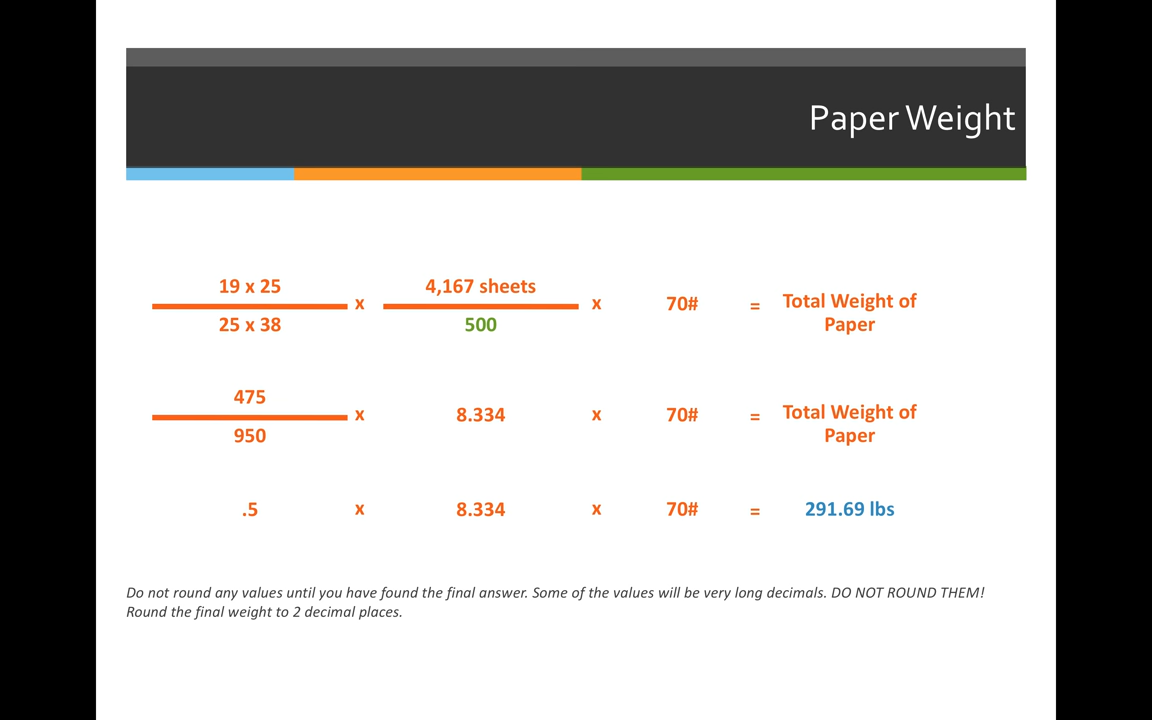 Paper Weight
19 x 25
25 x 38
x
4,167 sheets
500
x
70#
=
Total Weight of
Paper
475
950
x
8.334
x
70#
=
Total Weight of
Paper
.5
x
8.334
x
70#
=
291.69 lbs
Do not round any values until you have found the final answer. Some of the values will be very long decimals. DO NOT ROUND THEM!
Round the final weight to 2 decimal places.